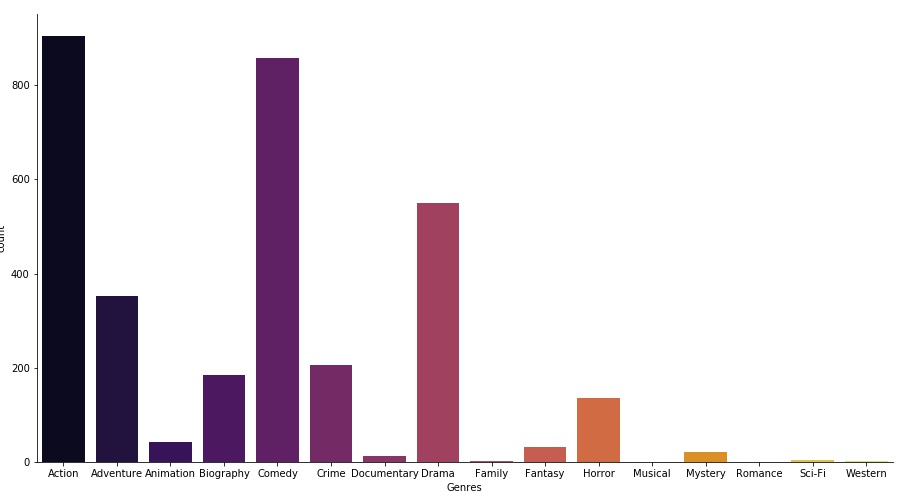 800
600
400
200
0
count
Action Adventure Animation Biography Comedy Crime Documentary Drama Family Fantasy Horror Musical Mystery Romance Sci-Fi Western
Genres